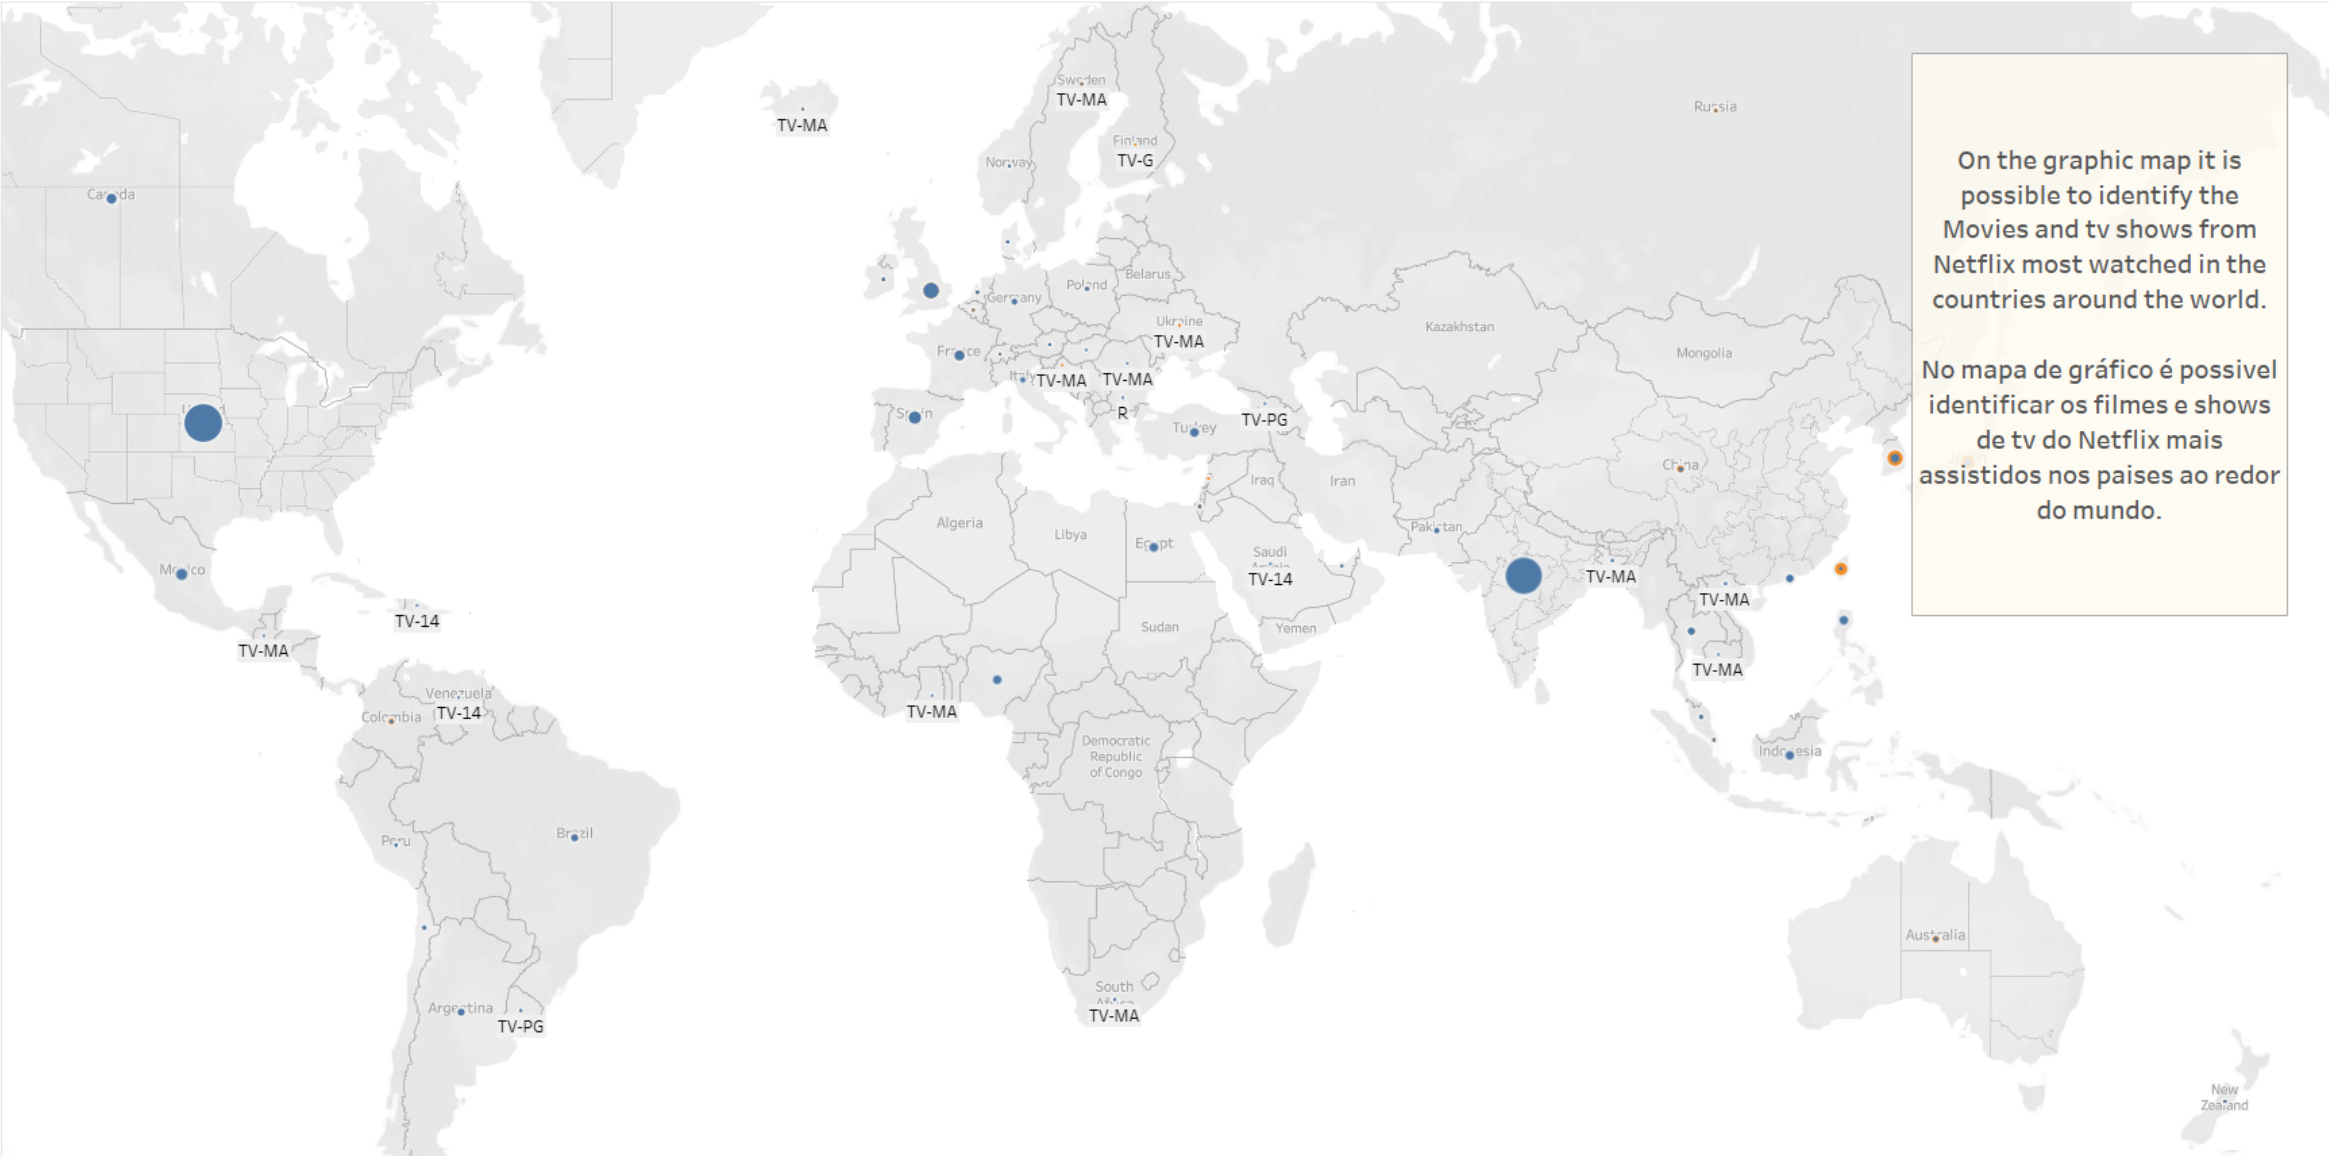 Sweden
TV-MA
TV-MA
Finland
TV-G
Norway
Russia
Canada
Belarus
Poland
Germany
Ukraine
TV-MA
France
Italy
TV-MA
TV-MA
Kazakhstan
Mongolia
Spain
R
TV-PG
Turkey
China
Iraq
Iran
Algeria
Libya
Egypt
Pakistan
Saudi
TV-14
Mexico
TV-MA
TV-MA
TV-14
TV-MA
Sudan
Yemen
TV-MA
Venezuela
TV-14
Colombia
TV-MA
Democratic
Republic
of Congo
Indonesia
Peru
Brazil
Australia
South
Africa
TV-MA
Argentina
TV-PG
New
Zealand
On the graphic map it is
possible to identify the
Movies and tv shows from
Netflix most watched in the
countries around the world.
No mapa de gráfico é possivel
identificar os filmes e shows
de tv do Netflix mais
assistidos nos paises ao redor
do mundo.